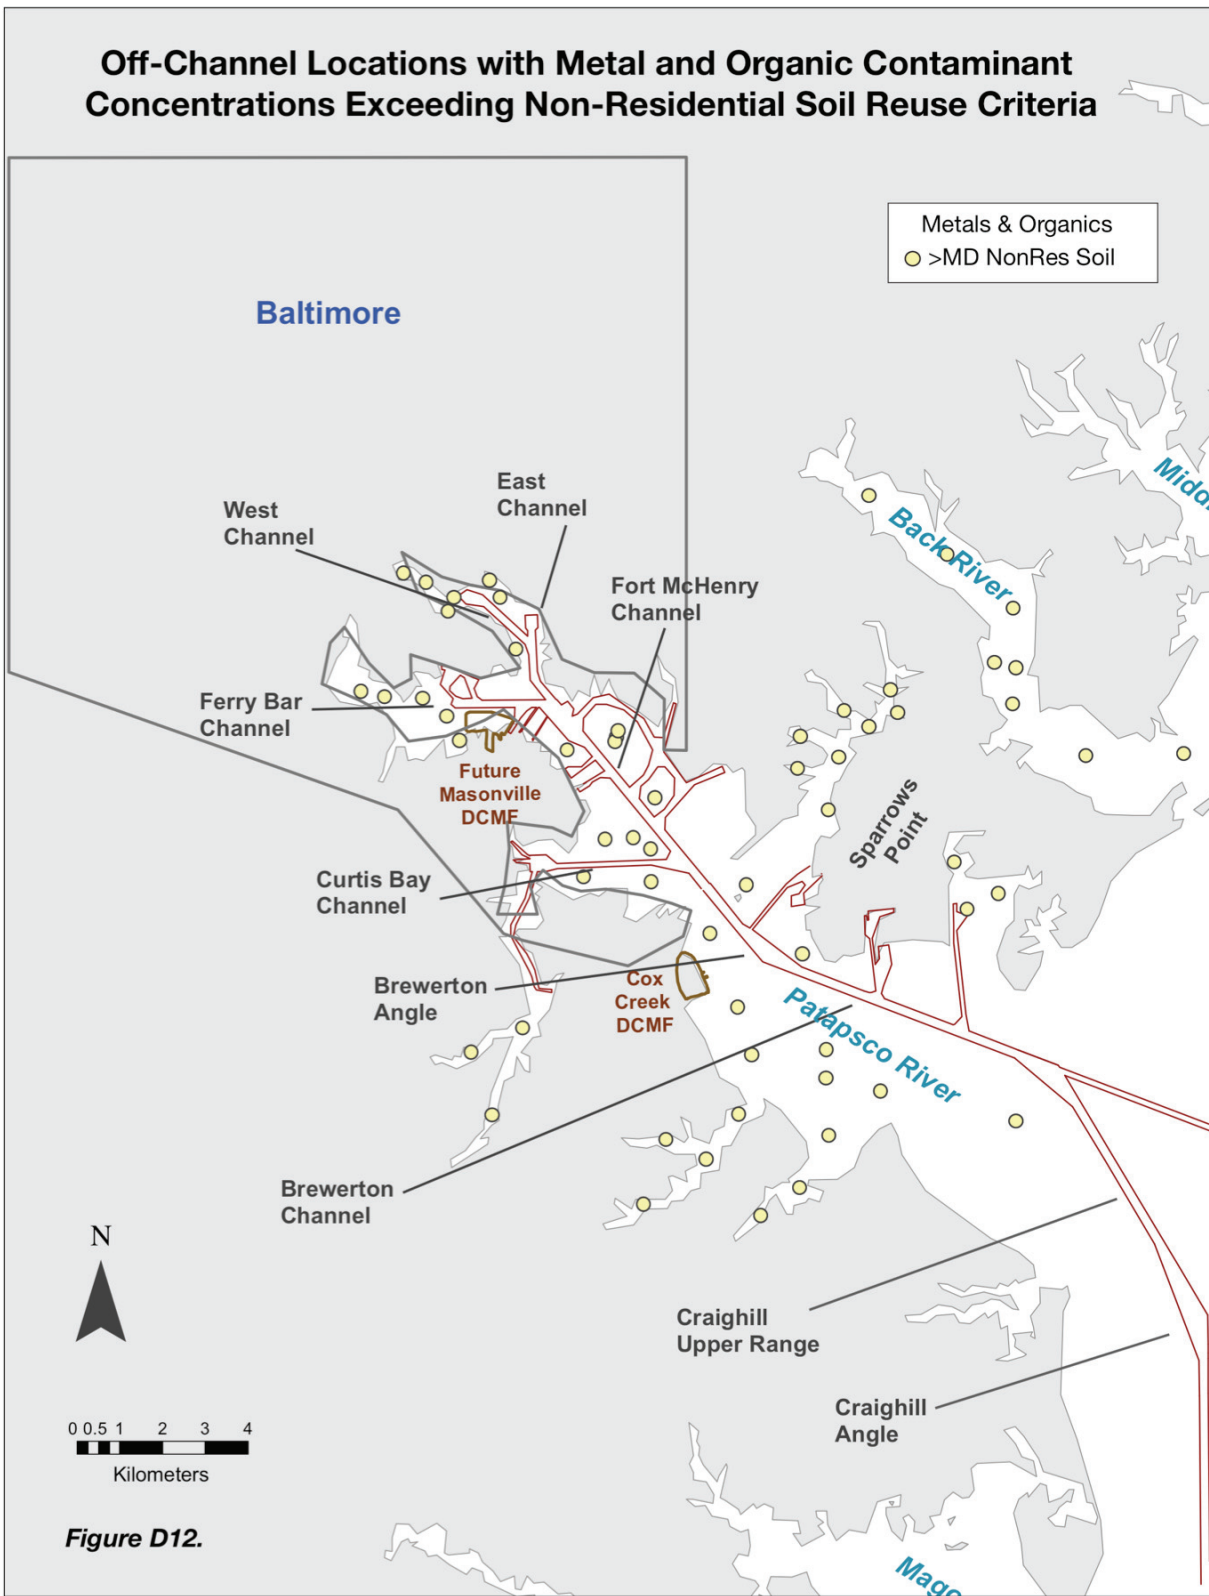 Off-Channel Locations with Metal and Organic Contaminant
Concentrations Exceeding Non-Residential Soil Reuse Criteria
Metals & Organics
>MD NonRes Soil
Baltimore
Middl
Back River
East
Channel
West
Channel
Fort McHenry
Channel
Ferry Bar
Channel
Future
Masonville
DCMF
Sparrows
Point
Curtis Bay
Channel
Brewerton
Angle
Cox
Creek
DCMF
Patapsco River
Brewerton
Channel
N
Craighill
Upper Range
Craighill
Angle
0 0.5 1 2 3 4
Kilometers
Figure D12.
Mago